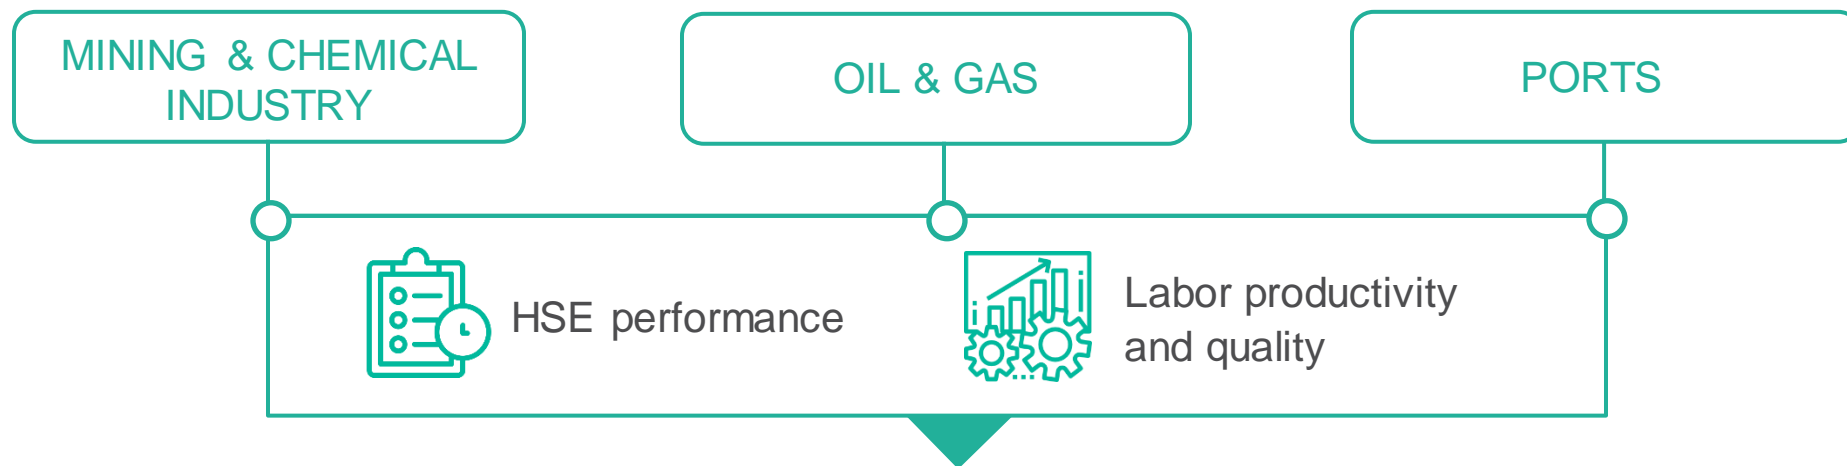 MINING & CHEMICAL
INDUSTRY
OIL & GAS
PORTS
HSE performance
Labor productivity
and quality